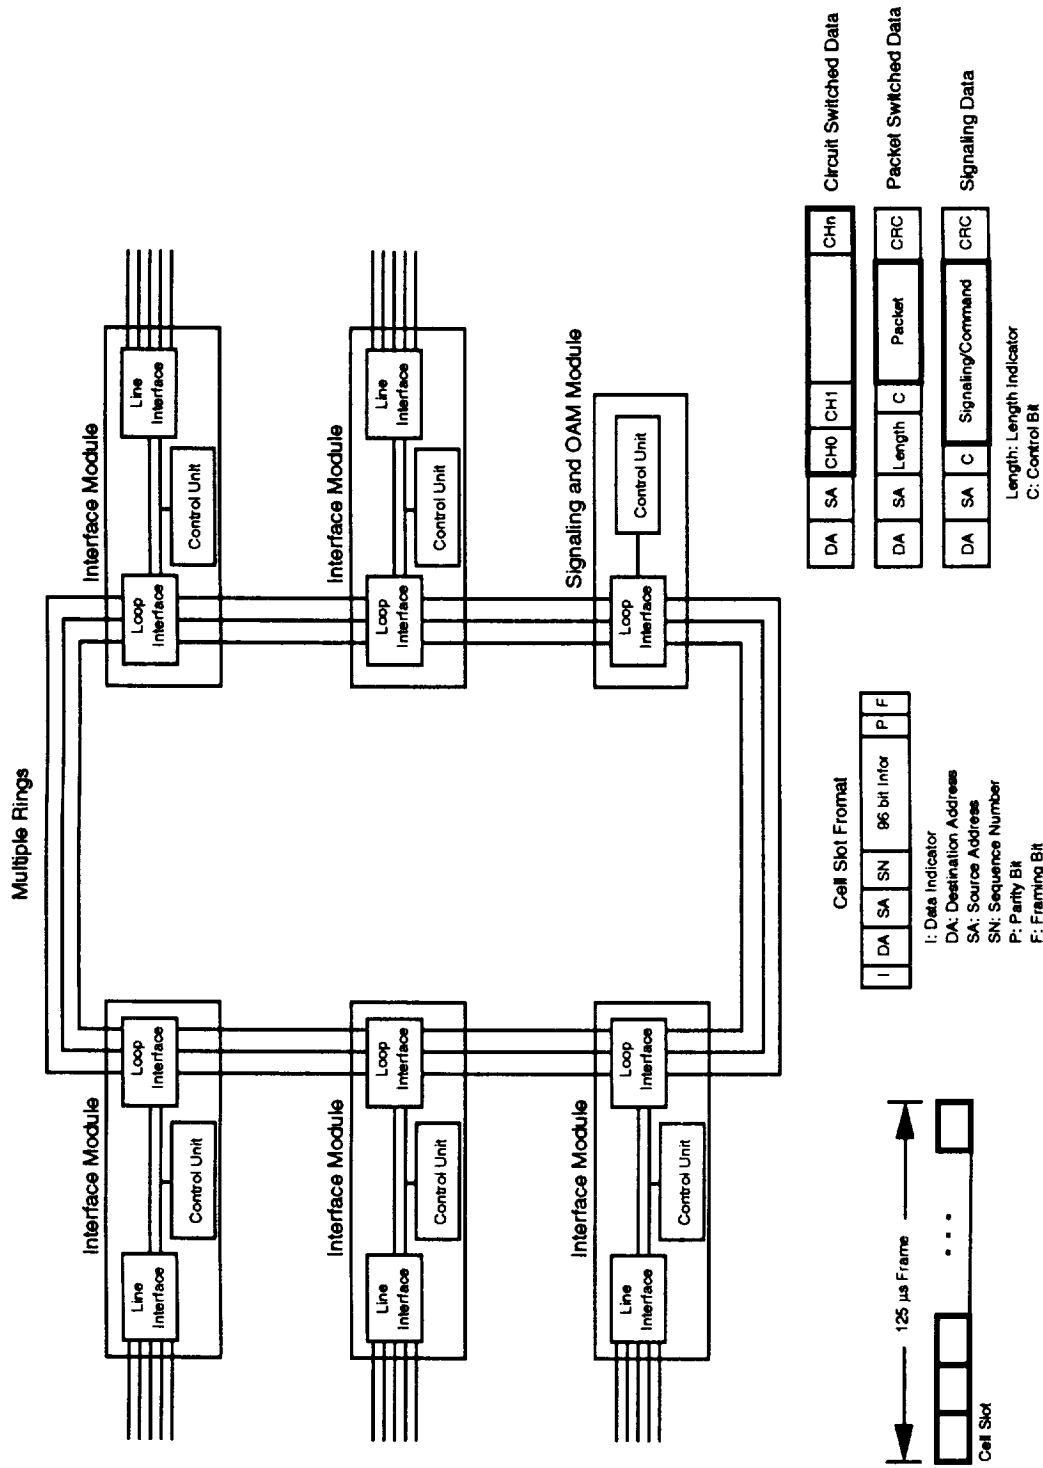 Multiple Rings
Interface Module
Line
Interface
Loop
Interface
Control Unit
Interface Module
Loop
Interface
Line
Interface
Control Unit
Interface Module
Line
Interface
Loop
Interface
Control Unit
Interface Module
Loop
Interface
Line
Interface
Control Unit
Interface Module
Line
Interface
Loop
Interface
Control Unit
Signaling and OAM Module
Loop
Interface
Control Unit
125 µs Frame
Cell Slot
Cell Slot Fromat
I DA SA SN 96 bit Infor P F
I: Data Indicator
DA: Destination Address
SA: Source Address
SN: Sequence Number
P: Parity Bit
F: Framing Bit
DA SA CH0 CH1 CHn Circuit Switched Data
DA SA Length C Packet CRC Packet Switched Data
DA SA C Signaling/Command CRC Signaling Data
Length: Length Indicator
C: Control Bit